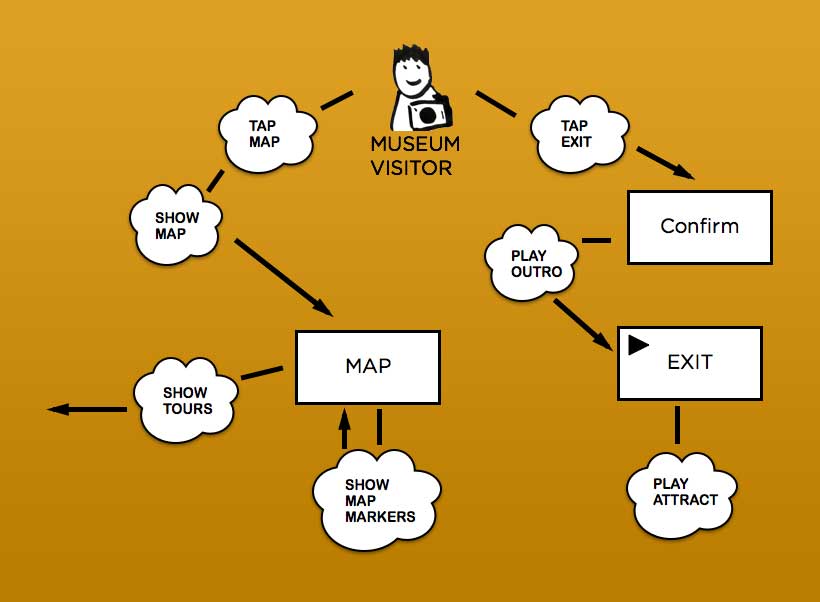 TAP
MAP
MUSEUM
VISITOR
TAP
EXIT
SHOW
MAP
Confirm
PLAY
OUTRO
MAP
EXIT
SHOW
TOURS
SHOW
MAP
MARKERS
PLAY
ATTRACT